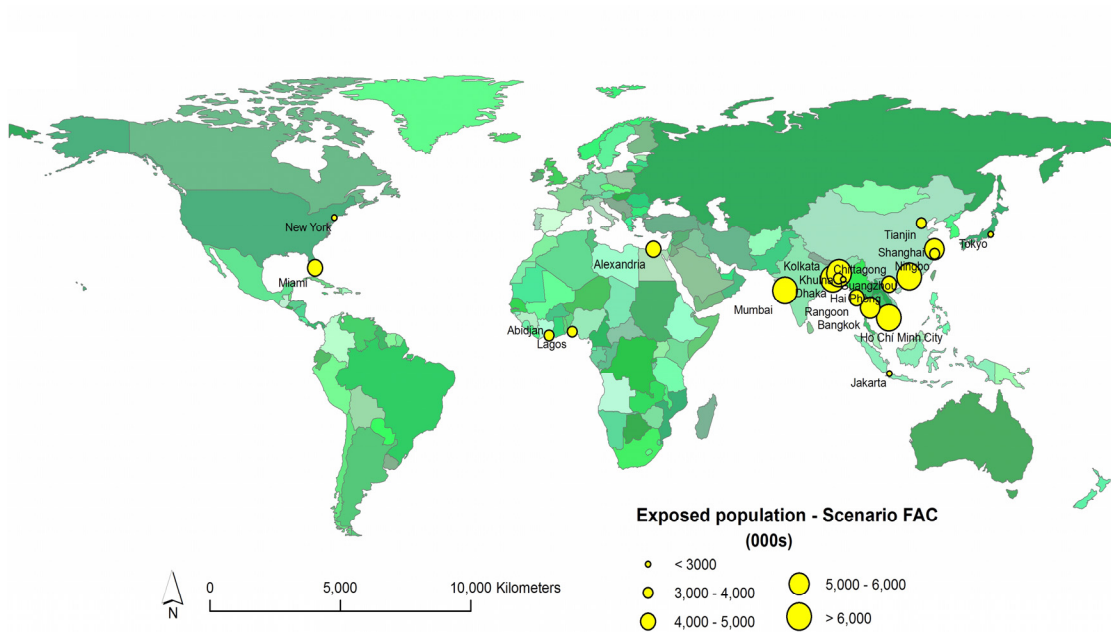 New York
Miami
Alexandria
Abidjan
Lagos
Mumbai
Kolkata
Chittagong
Khulna
Dhaka
Guangzhou
Hai Phong
Rangoon
Bangkok
Ho Chi Minh City
Jakarta
Tianjin
Tokyo
Shanghai
Ningbo
Exposed population - Scenario FAC
(000s)
< 3000
3,000 - 4,000
4,000 - 5,000
5,000 - 6,000
> 6,000
0 5,000 10,000 Kilometers
N